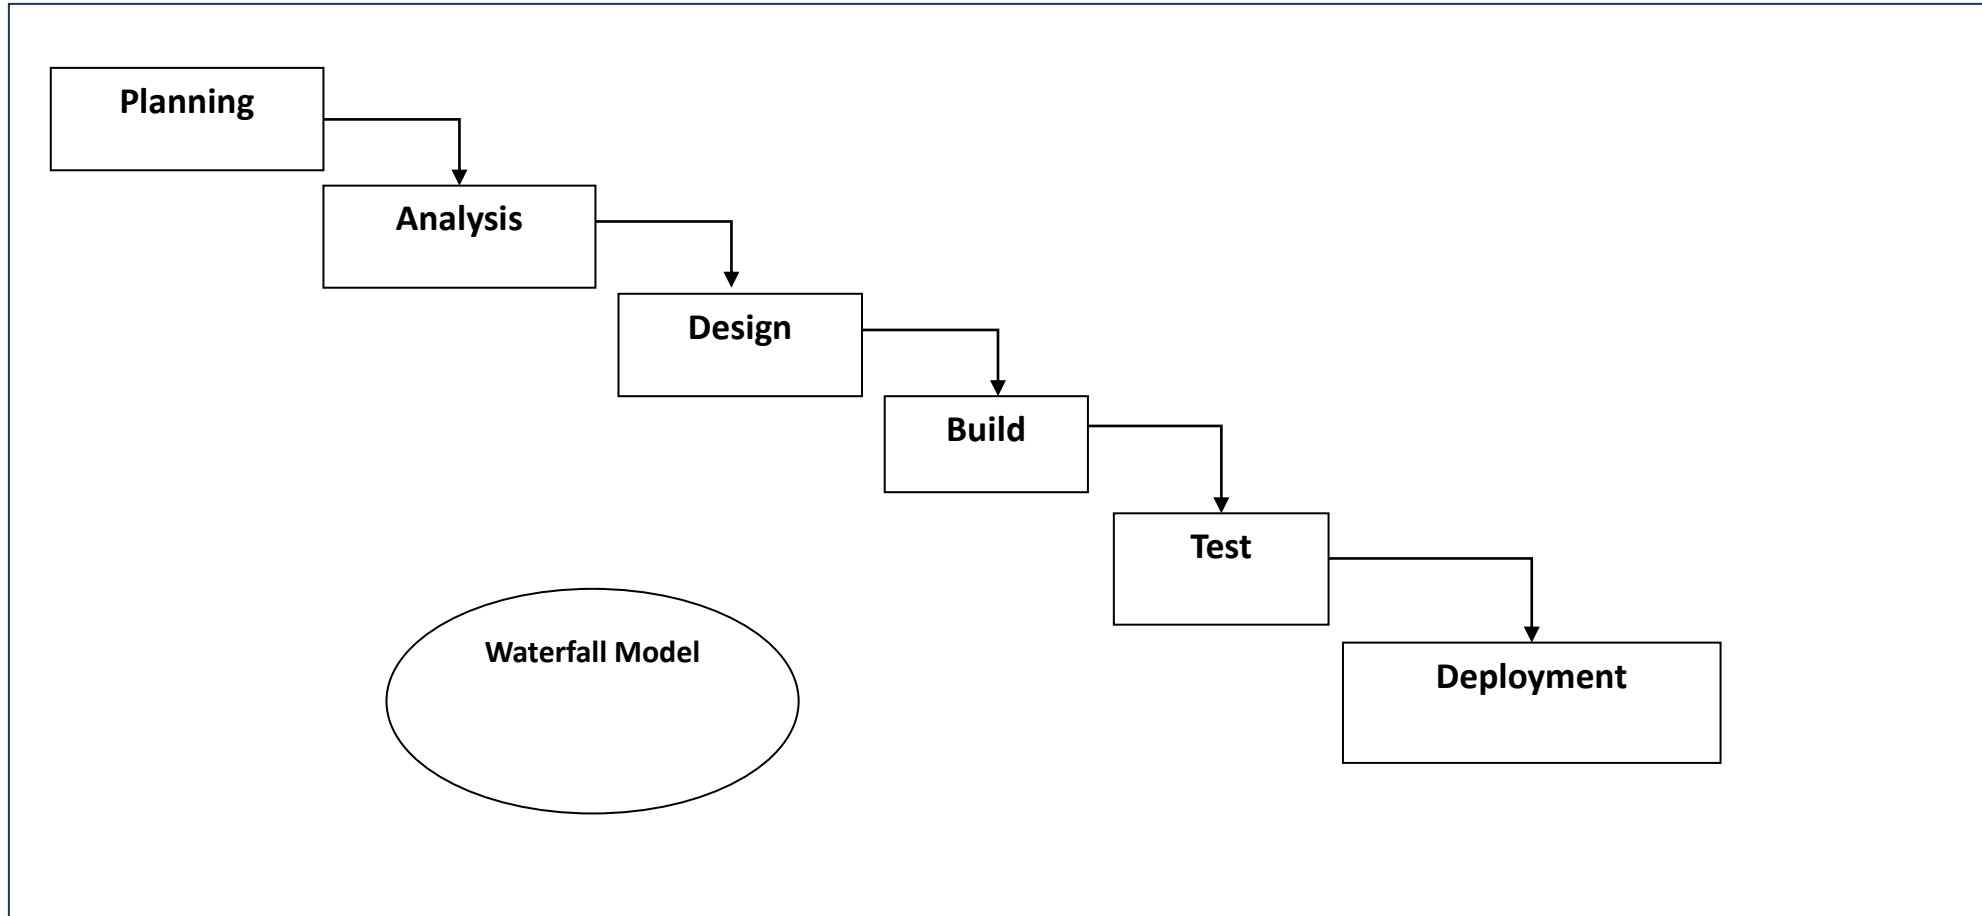 Planning
Analysis
Design
Build
Test
Waterfall Model
Deployment